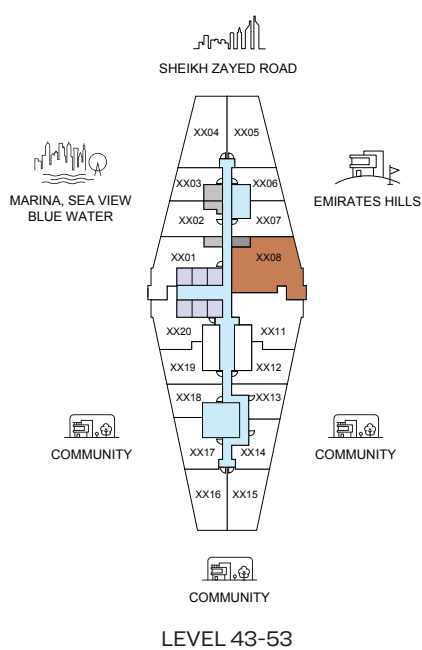 SHEIKH ZAYED ROAD
XX04 XX05
MARINA, SEA VIEW
BLUE WATER
EMIRATES HILLS
XX03 XX06
XX02 XX07
XX01 XX08
XX20 XX11
XX19 XX12
XX18 XX13
COMMUNITY
COMMUNITY
XX17 XX14
XX16 XX15
COMMUNITY
LEVEL 43-53